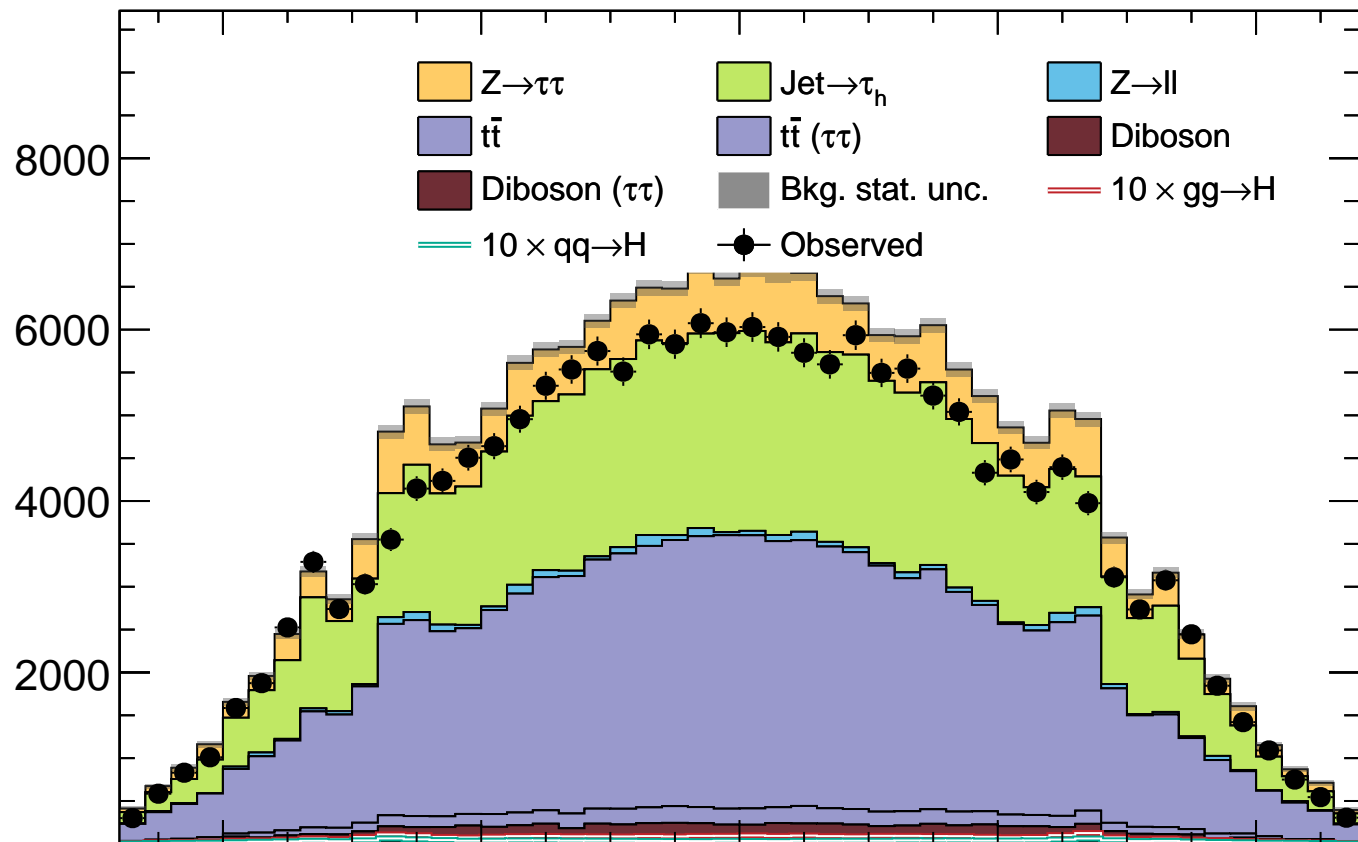 Z→ττ Jet→τh Z→ll
tt̄ tt̄ (ττ) Diboson
Diboson (ττ) Bkg. stat. unc. 10 × gg→H
10 × qq→H Observed
8000
6000
4000
2000